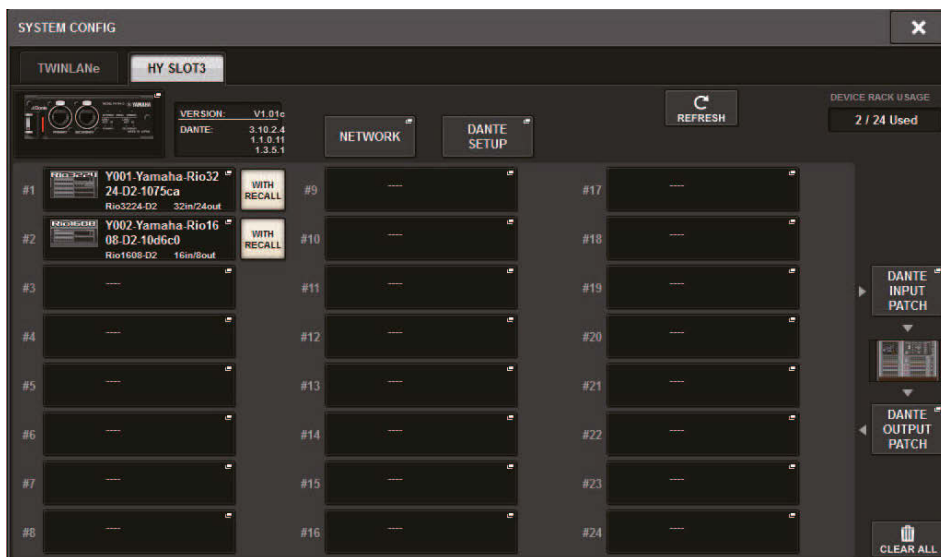 SYSTEM CONFIG
TWINLANe
HY SLOT3
VERSION: V1.01c
DANTE: 3.10.2.4
1.1.0.11
1.3.5.1
NETWORK
DANTE
SETUP
REFRESH
DEVICE RACK USAGE
2 / 24 Used
#1
Rio3224
Y001-Yamaha-Rio32
24-D2-1075ca
Rio3224-D2 32in/24out
WITH
RECALL
#9
----
#17
----
#2
Rio1608
Y002-Yamaha-Rio16
08-D2-10d6c0
Rio1608-D2 16in/8out
WITH
RECALL
#10
----
#18
----
#3
----
#11
----
#19
----
DANTE
INPUT
PATCH
#4
----
#12
----
#20
----
#5
----
#13
----
#21
----
#6
----
#14
----
#22
----
DANTE
OUTPUT
PATCH
#7
----
#15
----
#23
----
#8
----
#16
----
#24
----
CLEAR ALL